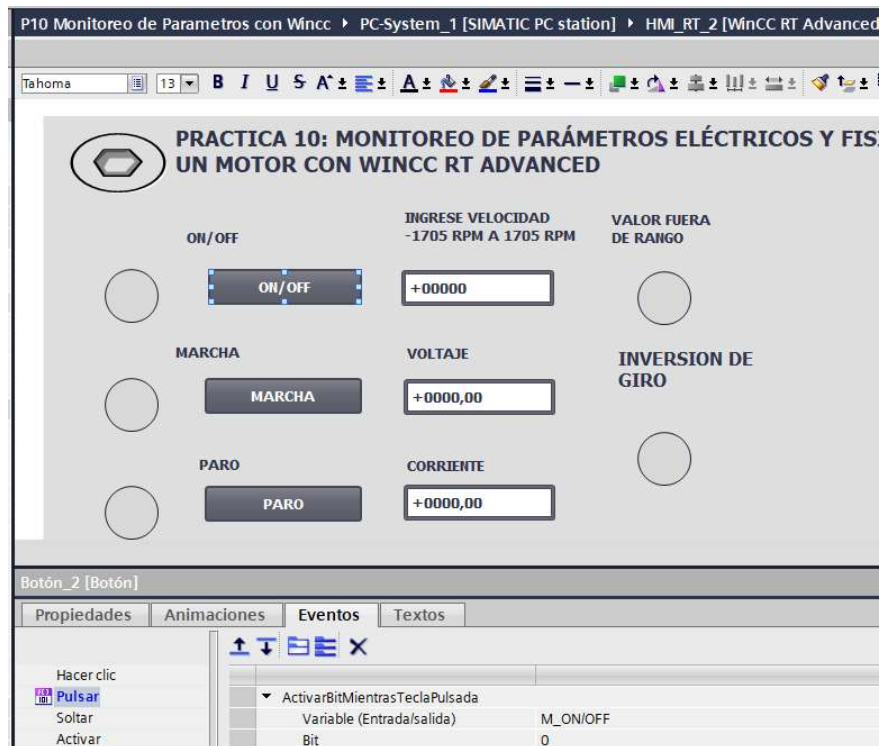 P10 Monitoreo de Parametros con Wincc ▸ PC-System_1 [SIMATIC PC station] ▸ HMI_RT_2 [WinCC RT Advanced
Tahoma 13 B I U S A A
PRACTICA 10: MONITOREO DE PARÁMETROS ELÉCTRICOS Y FIS
UN MOTOR CON WINCC RT ADVANCED
ON/OFF
INGRESE VELOCIDAD
-1705 RPM A 1705 RPM
VALOR FUERA
DE RANGO
ON/OFF
+00000
MARCHA
VOLTAJE
INVERSION DE
GIRO
MARCHA
+0000,00
PARO
CORRIENTE
PARO
+0000,00
Botón_2 [Botón]
Propiedades Animaciones Eventos Textos
Hacer clic
Pulsar
ActivarBitMientrasTeclaPulsada
Soltar
Variable (Entrada/salida) M_ON/OFF
Activar
Bit 0